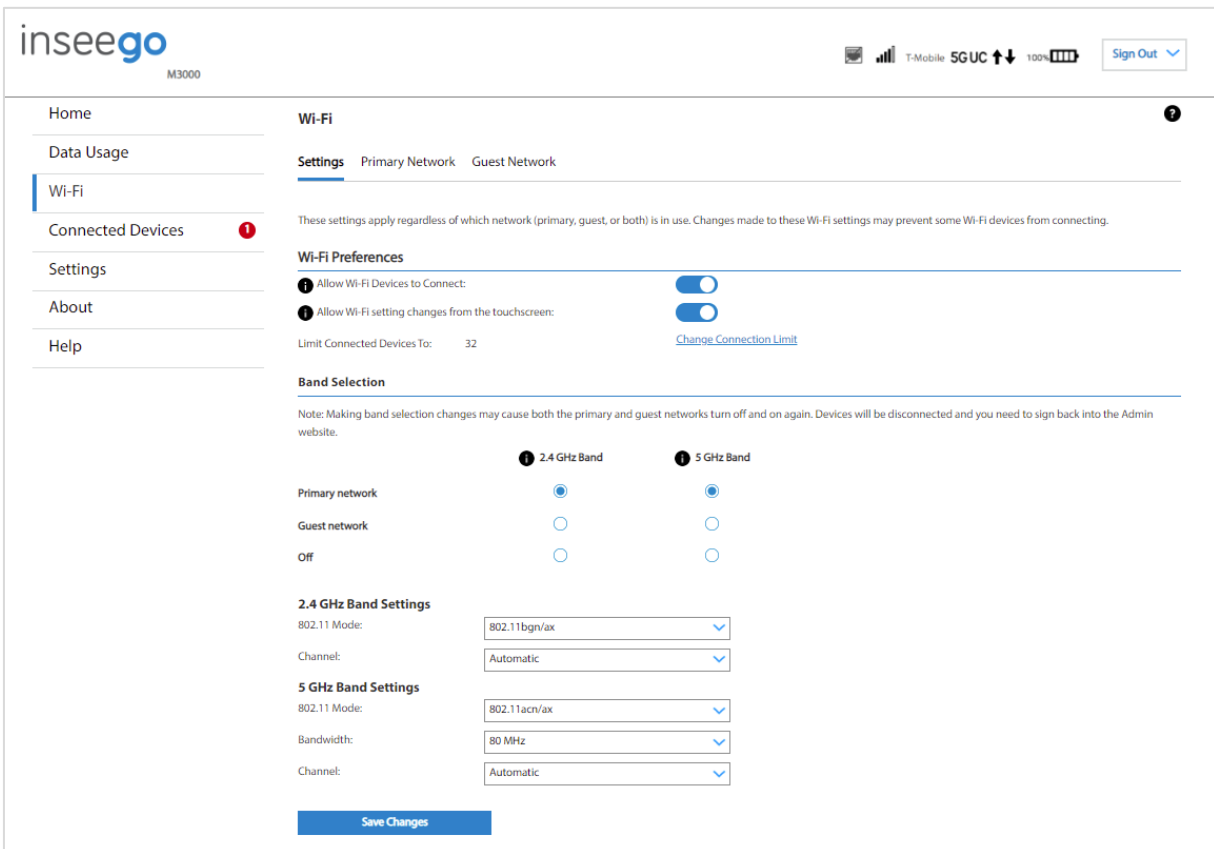 inseego
M3000
T-Mobile 5G UC 100%
Sign Out
Home
Data Usage
Wi-Fi
Connected Devices 1
Settings
About
Help
Wi-Fi
?
Settings Primary Network Guest Network
These settings apply regardless of which network (primary, guest, or both) is in use. Changes made to these Wi-Fi settings may prevent some Wi-Fi devices from connecting.
Wi-Fi Preferences
i Allow Wi-Fi Devices to Connect:
i Allow Wi-Fi setting changes from the touchscreen:
Limit Connected Devices To: 32 Change Connection Limit
Band Selection
Note: Making band selection changes may cause both the primary and guest networks turn off and on again. Devices will be disconnected and you need to sign back into the Admin
website.
i 2.4 GHz Band i 5 GHz Band
Primary network
Guest network
Off
2.4 GHz Band Settings
802.11 Mode: 802.11bgn/ax
Channel: Automatic
5 GHz Band Settings
802.11 Mode: 802.11acn/ax
Bandwidth: 80 MHz
Channel: Automatic
Save Changes